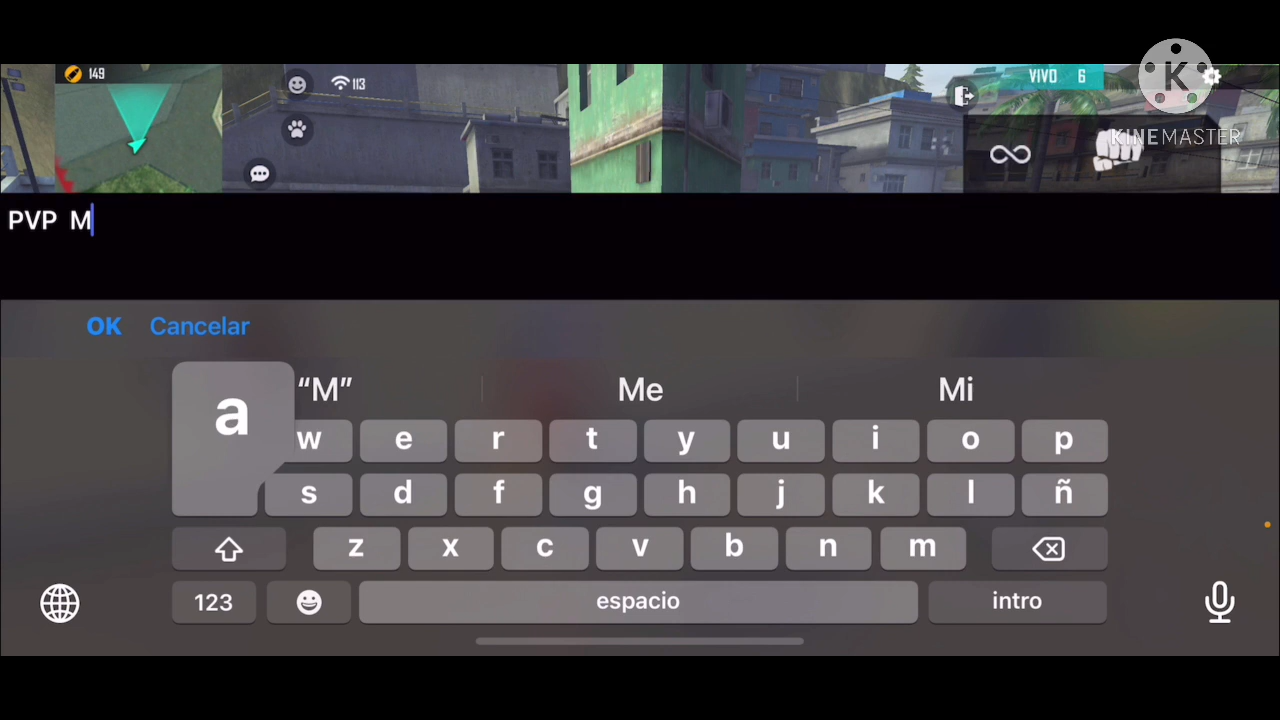 149
113
VIVO 6
K
KINEMASTER
PVP M
OK Cancelar
“M” Me Mi
a
w e r t y u i o p
s d f g h j k l ñ
z x c v b n m
123 espacio intro